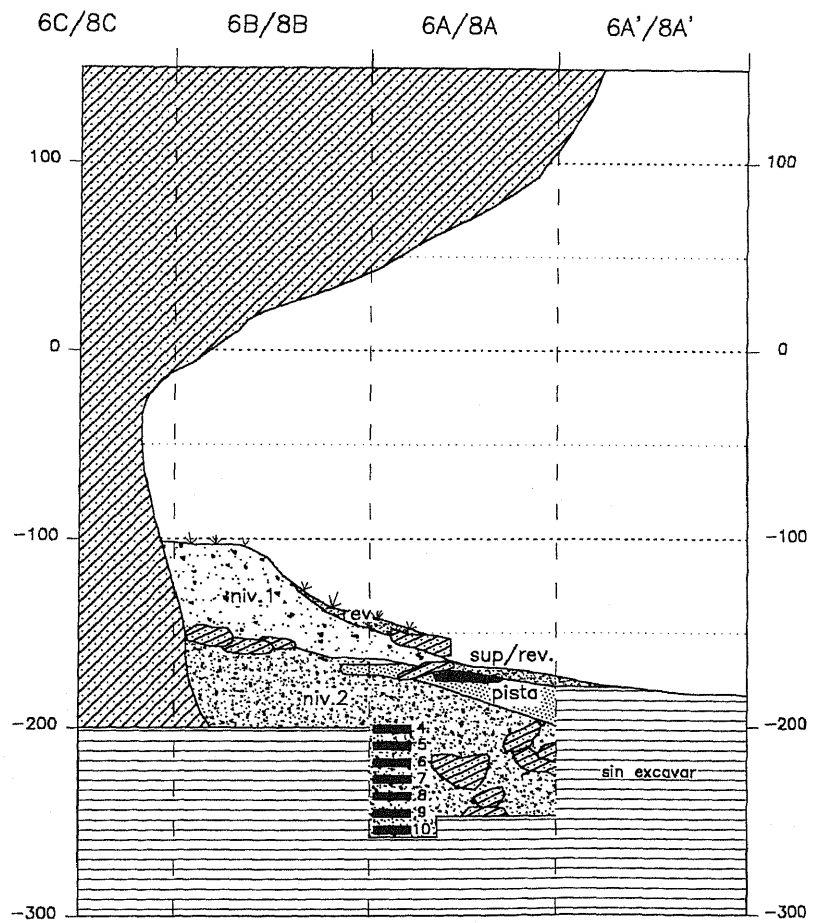 6C/8C 6B/8B 6A/8A 6A'/8A'
100 100
0 0
-100 -100
niv.1
rev.
sup/rev.
pista
niv.2
-200 -200
4
5
6
sin excavar
7
8
9
10
-300 -300